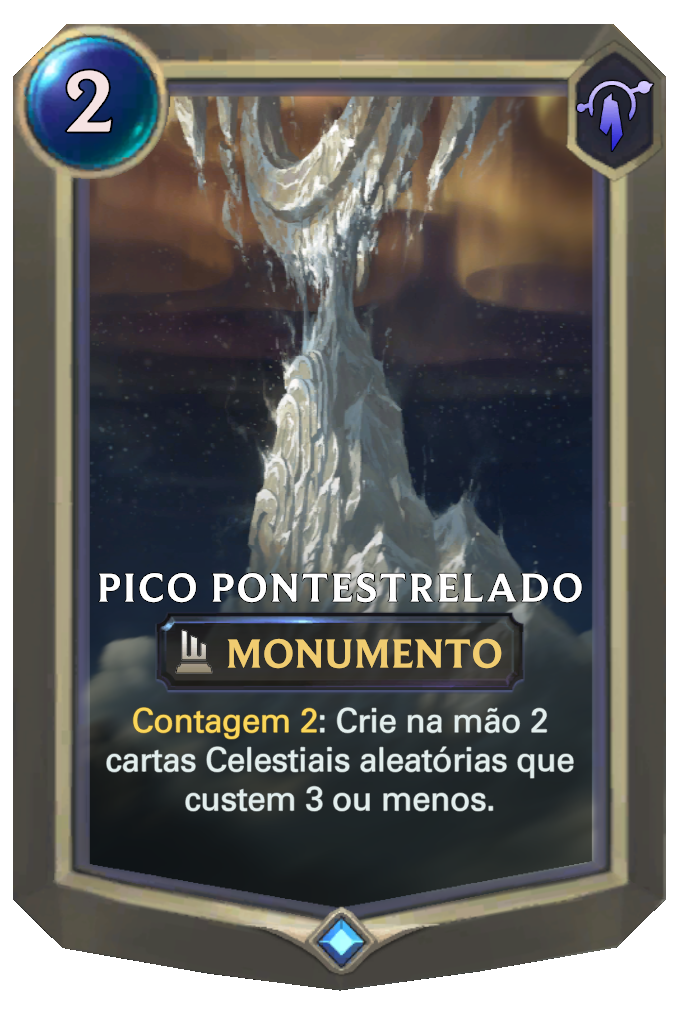 2
PICO PONTESTRELADO
MONUMENTO
Contagem 2: Crie na mão 2
cartas Celestiais aleatórias que
custem 3 ou menos.